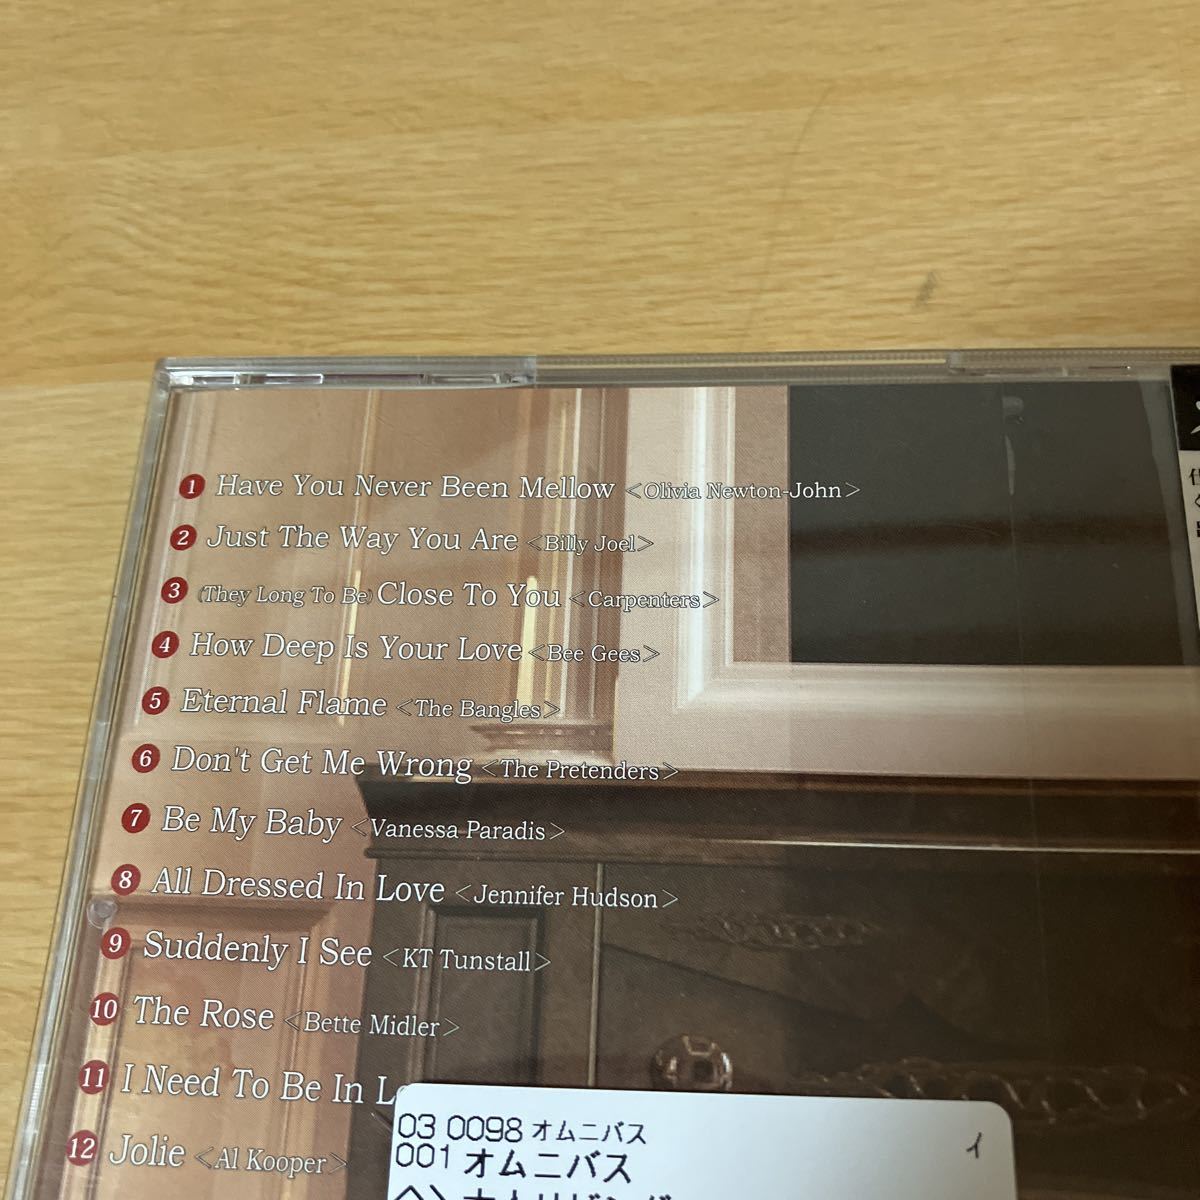 1 Have You Never Been Mellow <Olivia Newton-John>
2 Just The Way You Are <Billy Joel>
3 (They Long To Be) Close To You <Carpenters>
4 How Deep Is Your Love <Bee Gees>
5 Eternal Flame <The Bangles>
6 Don't Get Me Wrong <The Pretenders>
7 Be My Baby <Vanessa Paradis>
8 All Dressed In Love <Jennifer Hudson>
9 Suddenly I See <KT Tunstall>
10 The Rose <Bette Midler>
11 I Need To Be In
12 Jolie <Al Kooper>
03 0098 オムニバス
イ
001 オムニバス